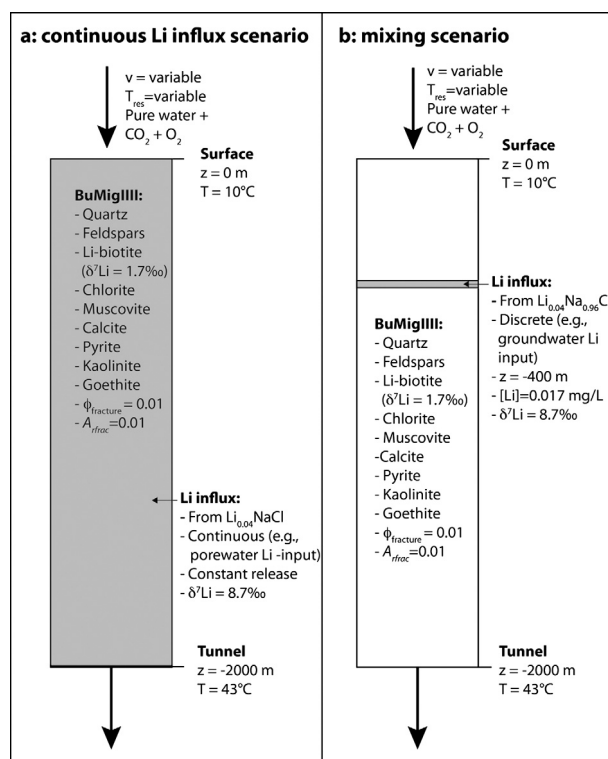 a: continuous Li influx scenario
v = variable
Tres=variable
Pure water +
CO2 + O2
Surface
z = 0 m
T = 10°C
BuMigIIII:
- Quartz
- Feldspars
- Li-biotite
(δ7Li = 1.7‰)
- Chlorite
- Muscovite
- Calcite
- Pyrite
- Kaolinite
- Goethite
- ϕfracture = 0.01
- Arfrac=0.01
Li influx:
- From Li0.04NaCl
- Continuous (e.g.,
porewater Li -input)
- Constant release
- δ7Li = 8.7‰
Tunnel
z = -2000 m
T = 43°C
b: mixing scenario
v = variable
Tres=variable
Pure water +
CO2 + O2
Surface
z = 0 m
T = 10°C
Li influx:
- From Li0.04Na0.96C
- Discrete (e.g.,
groundwater Li
input)
- z = -400 m
- [Li]=0.017 mg/L
- δ7Li = 8.7‰
BuMigIIII:
- Quartz
- Feldspars
- Li-biotite
(δ7Li = 1.7‰)
- Chlorite
- Muscovite
-Calcite
- Pyrite
- Kaolinite
- Goethite
- ϕfracture = 0.01
- Arfrac=0.01
Tunnel
z = -2000 m
T = 43°C